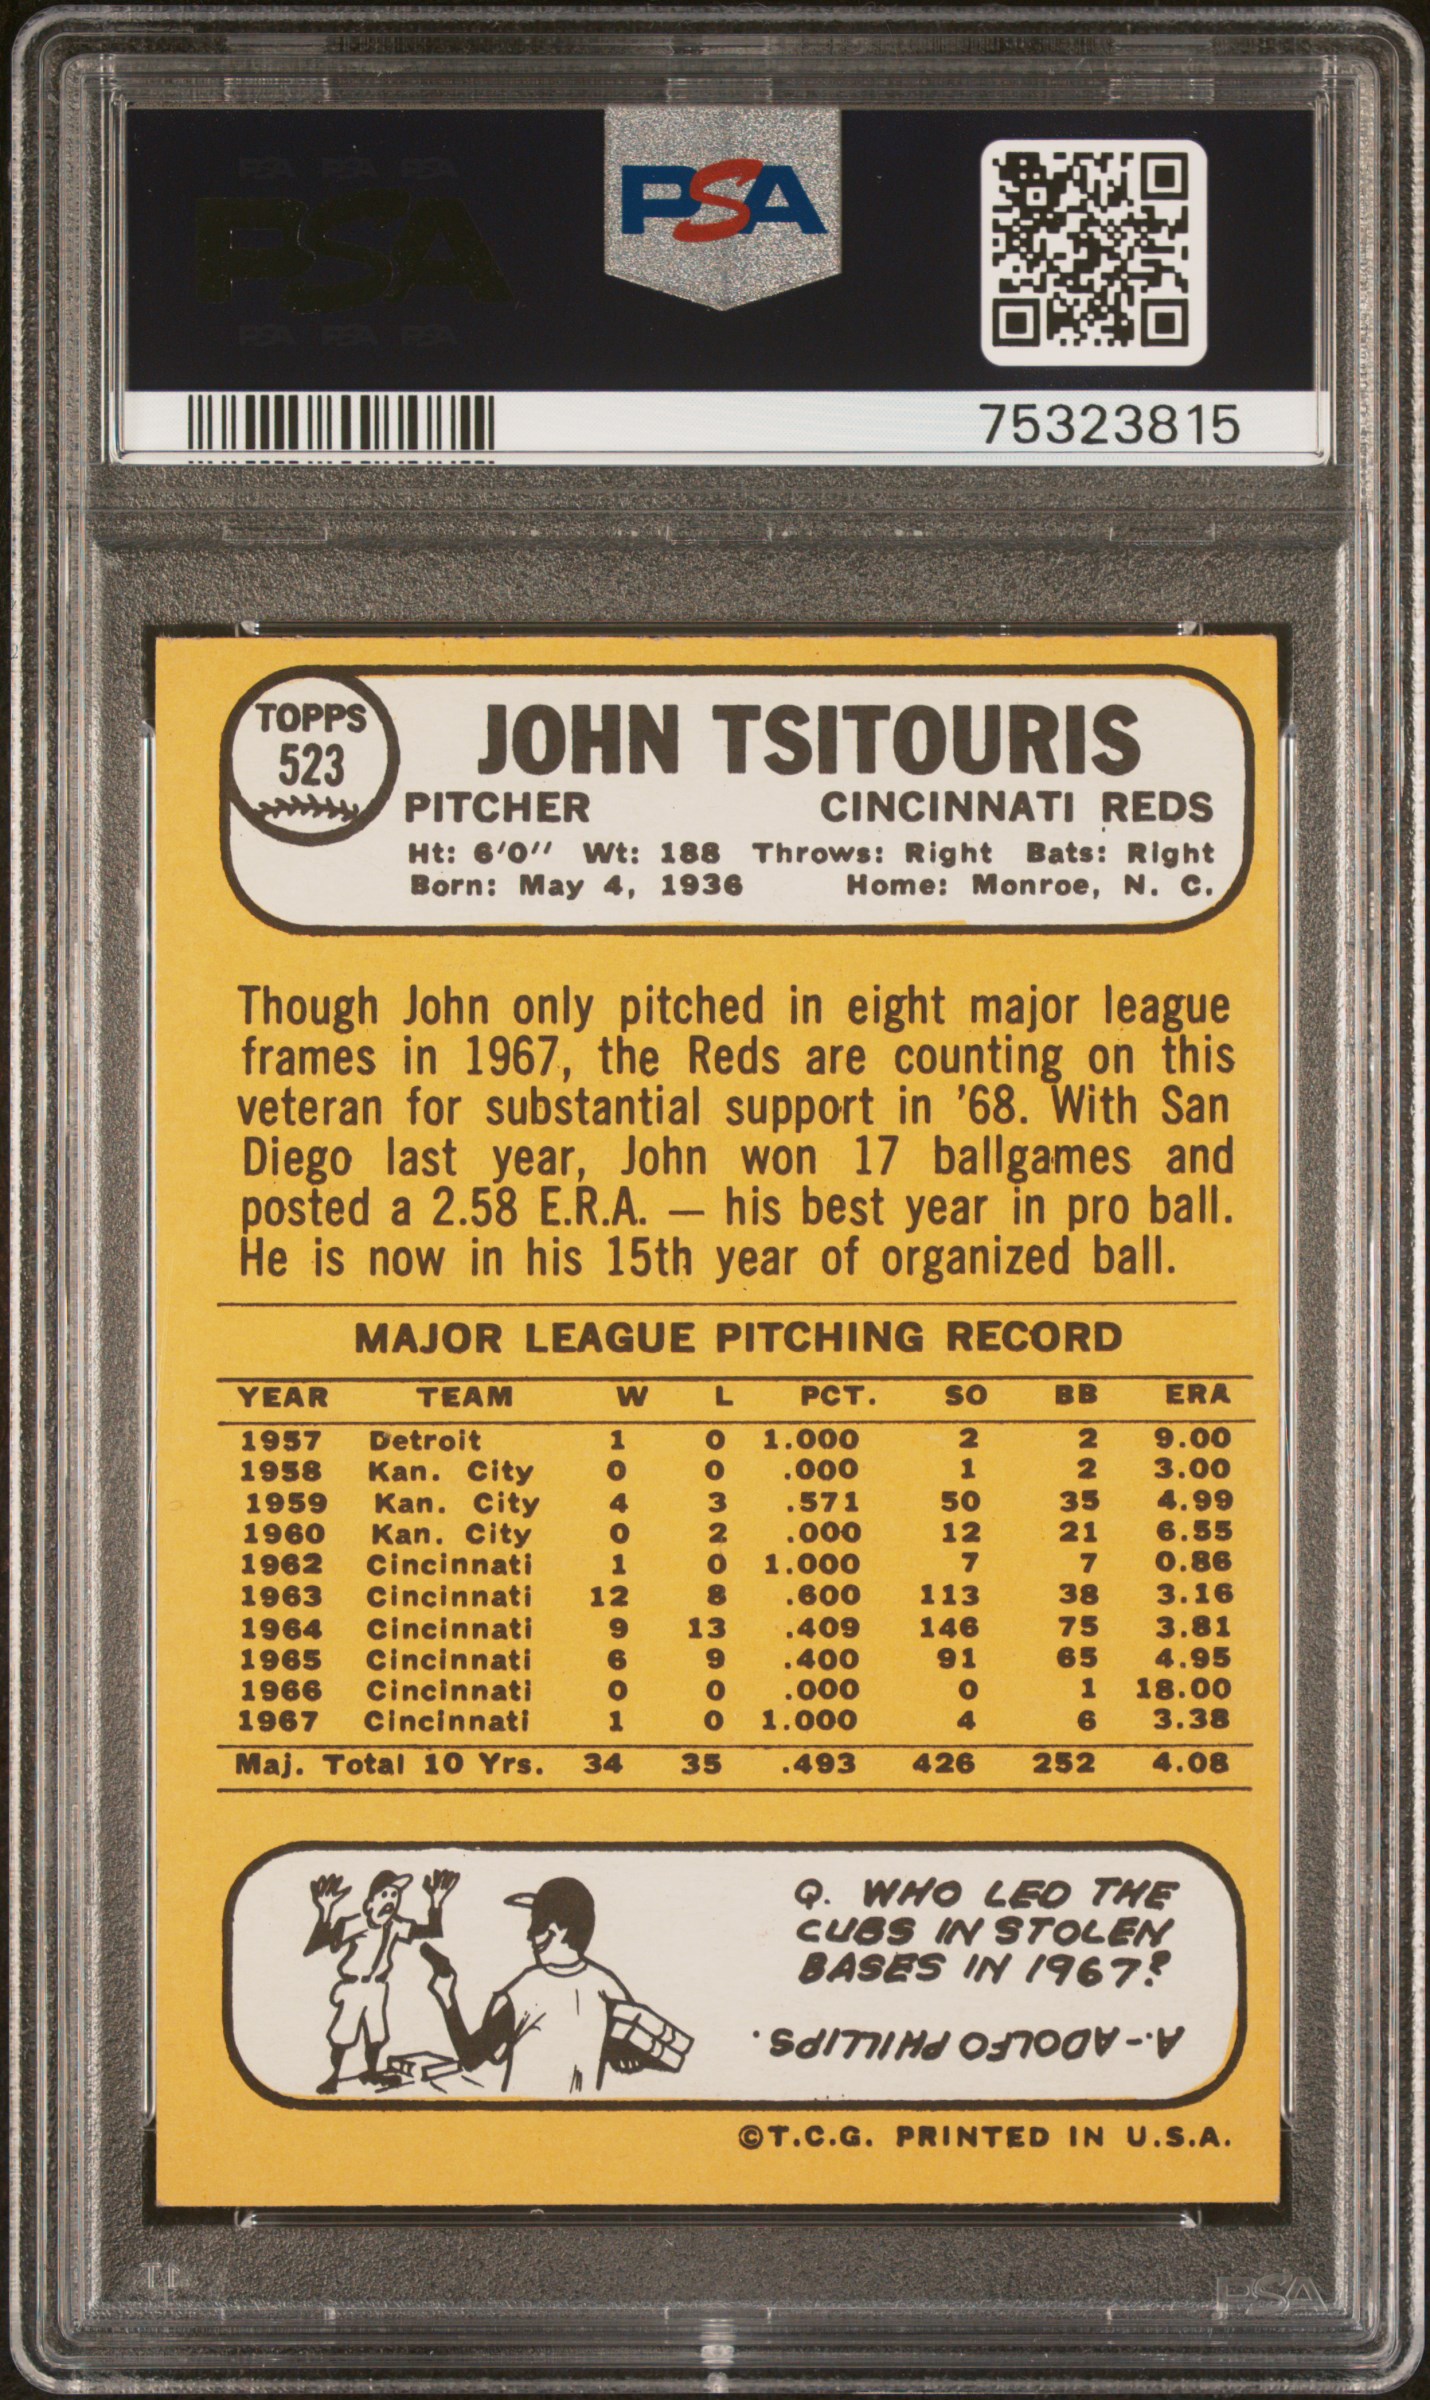 PSA PSA PSA
PSA
PSA PSA PSA
PSA
75323815
TOPPS
523
JOHN TSITOURIS
PITCHER CINCINNATI REDS
Ht: 6'0" Wt: 188 Throws: Right Bats: Right
Born: May 4, 1936 Home: Monroe, N. C.
Though John only pitched in eight major league
frames in 1967, the Reds are counting on this
veteran for substantial support in '68. With San
Diego last year, John won 17 ballgames and
posted a 2.58 E.R.A. — his best year in pro ball.
He is now in his 15th year of organized ball.
MAJOR LEAGUE PITCHING RECORD
YEAR TEAM W L PCT. SO BB ERA
1957 Detroit 1 0 1.000 2 2 9.00
1958 Kan. City 0 0 .000 1 2 3.00
1959 Kan. City 4 3 .571 50 35 4.99
1960 Kan. City 0 2 .000 12 21 6.55
1962 Cincinnati 1 0 1.000 7 7 0.86
1963 Cincinnati 12 8 .600 113 38 3.16
1964 Cincinnati 9 13 .409 146 75 3.81
1965 Cincinnati 6 9 .400 91 65 4.95
1966 Cincinnati 0 0 .000 0 1 18.00
1967 Cincinnati 1 0 1.000 4 6 3.38
Maj. Total 10 Yrs. 34 35 .493 426 252 4.08
Q. WHO LED THE
CUBS IN STOLEN
BASES IN 1967?
A.- ADOLFO PHILLIPS.
©T.C.G. PRINTED IN U.S.A.
PSA